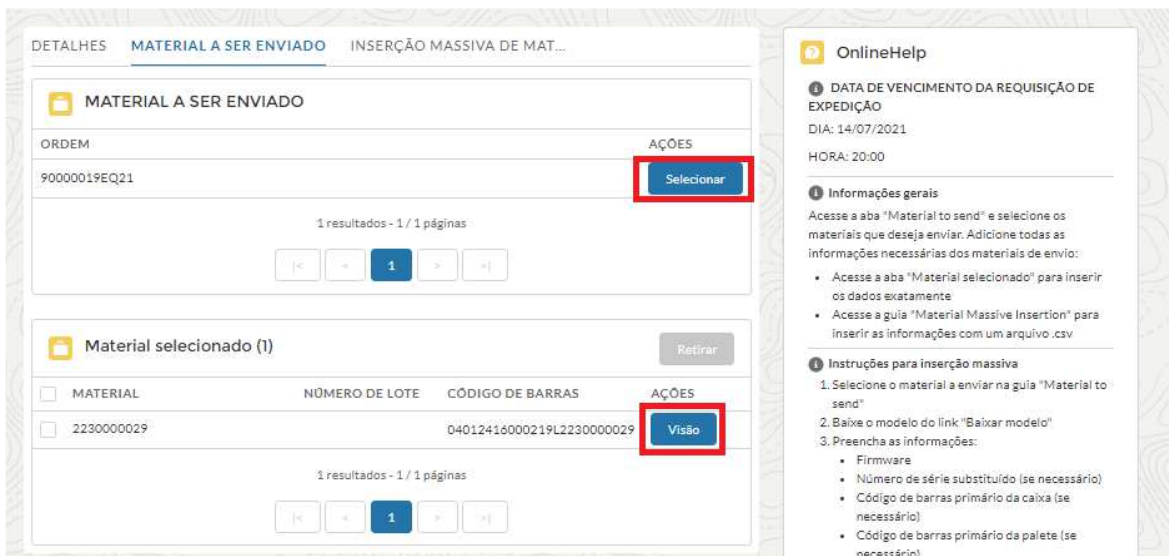 DETALHES MATERIAL A SER ENVIADO INSERÇÃO MASSIVA DE MAT...
MATERIAL A SER ENVIADO
ORDEM AÇÕES
90000019EQ21 Selecionar
1 resultados - 1 / 1 páginas
|< < 1 > >|
Material selecionado (1) Retirar
MATERIAL NÚMERO DE LOTE CÓDIGO DE BARRAS AÇÕES
2230000029 04012416000219L2230000029 Visão
1 resultados - 1 / 1 páginas
|< < 1 > >|
OnlineHelp
DATA DE VENCIMENTO DA REQUISIÇÃO DE
EXPEDIÇÃO
DIA: 14/07/2021
HORA: 20:00
Informações gerais
Acesse a aba "Material to send" e selecione os
materiais que deseja enviar. Adicione todas as
informações necessárias dos materiais de envio:
• Acesse a aba "Material selecionado" para inserir
os dados exatamente
• Acesse a guia "Material Massive Insertion" para
inserir as informações com um arquivo .csv
Instruções para inserção massiva
1. Selecione o material a enviar na guia "Material to
send"
2. Baixe o modelo do link "Baixar modelo"
3. Preencha as informações:
• Firmware
• Número de série substituído (se necessário)
• Código de barras primário da caixa (se
necessário)
• Código de barras primário da palete (se
necessário)